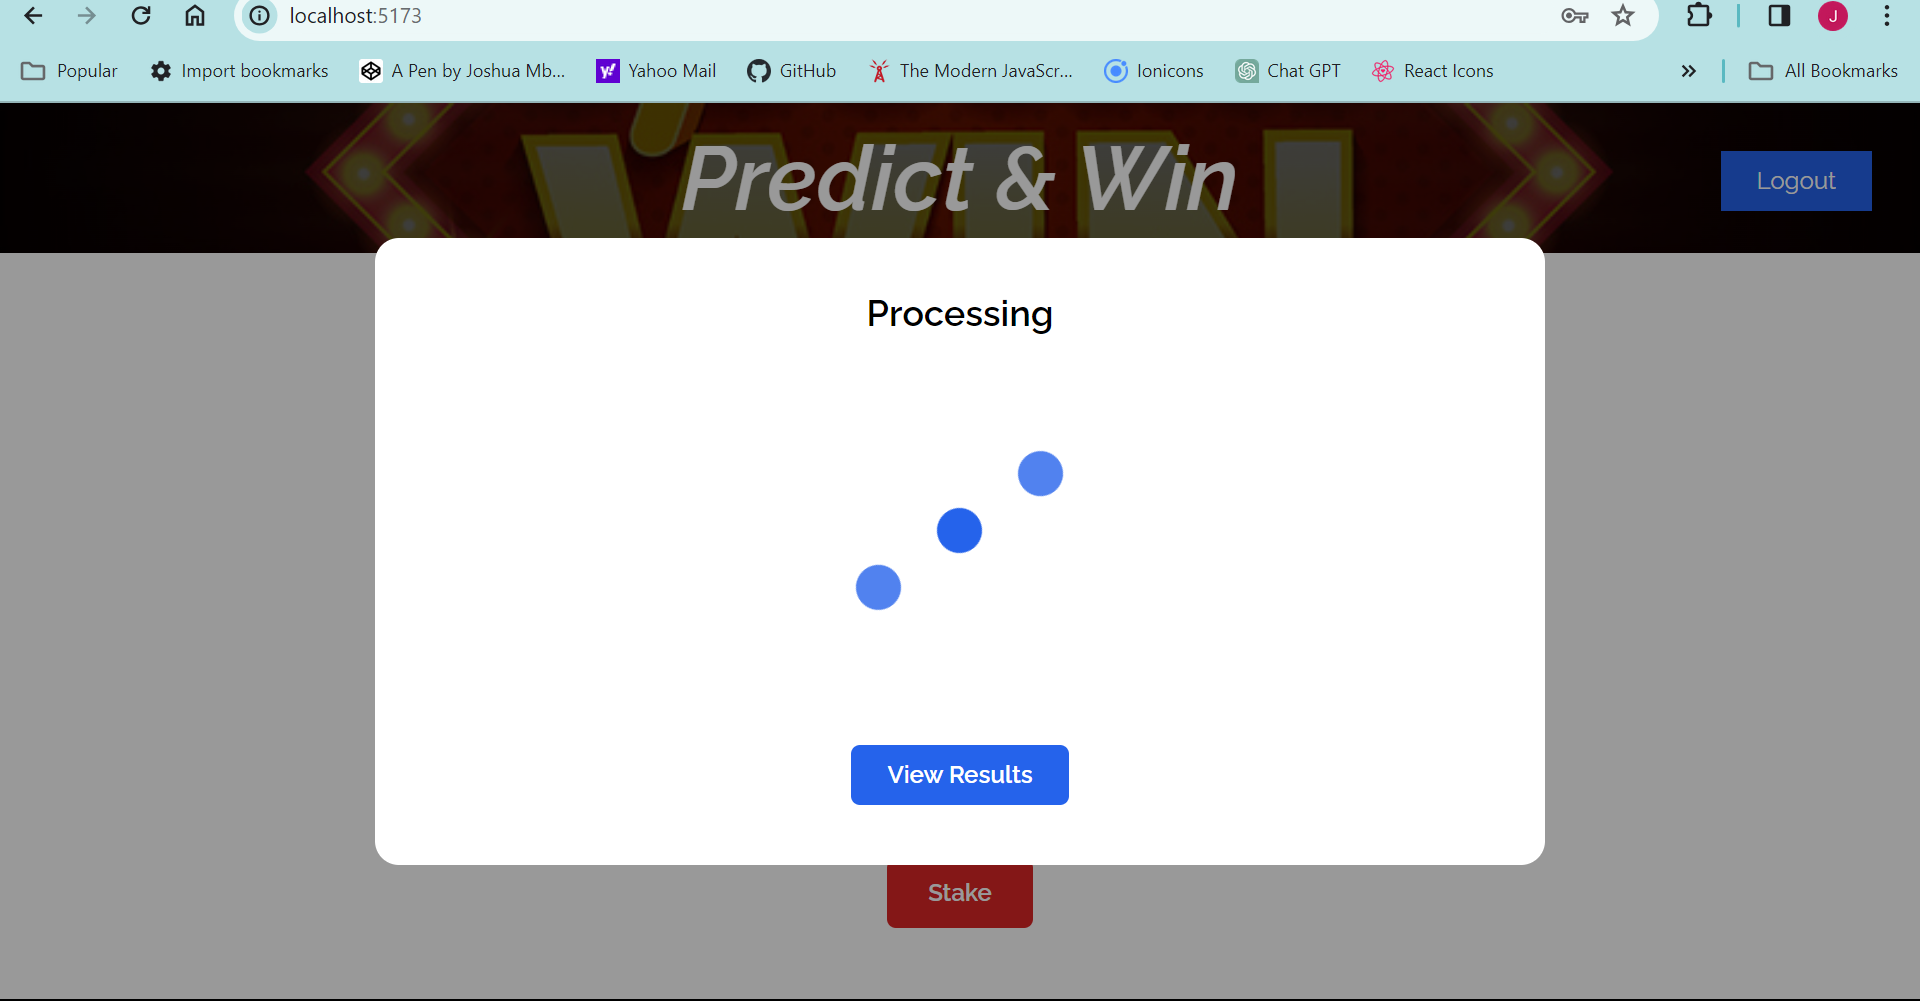 localhost:5173
J
Popular
Import bookmarks
A Pen by Joshua Mb...
Yahoo Mail
GitHub
The Modern JavaScr...
Ionicons
Chat GPT
React Icons
All Bookmarks
WIN
Predict & Win
Logout
Processing
View Results
Stake